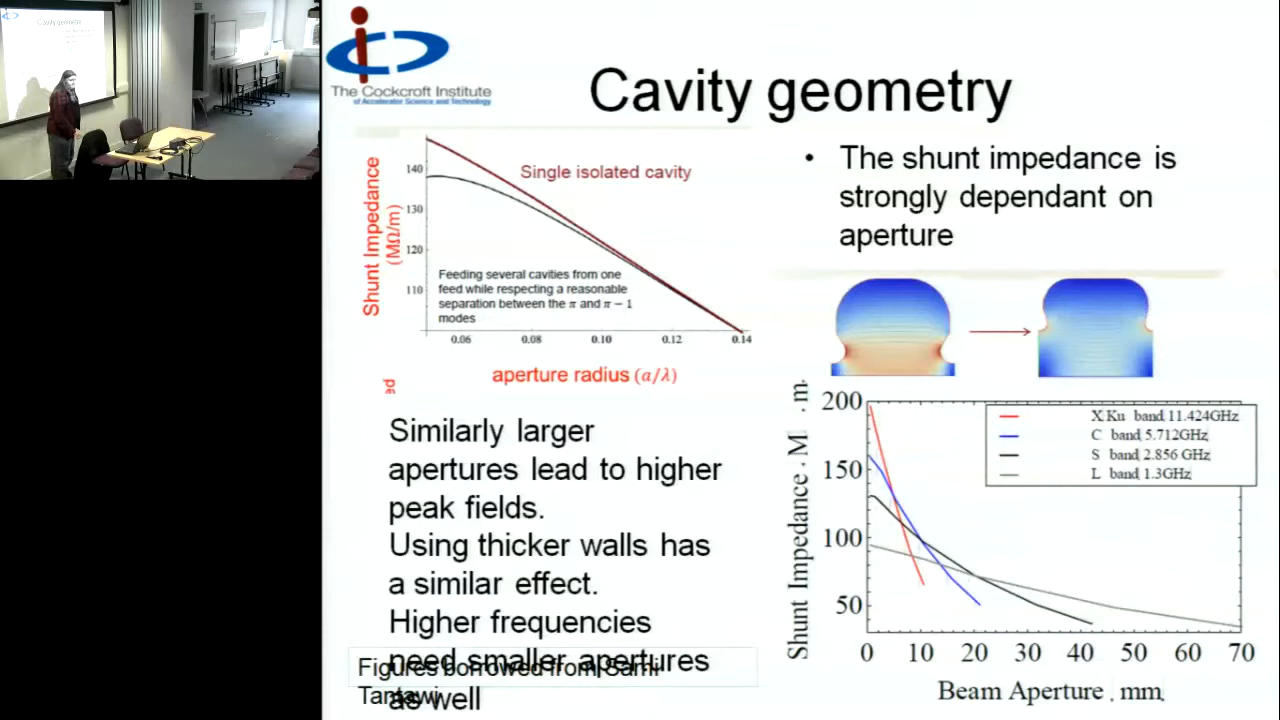 Cavity geometry
The Cockcroft Institute
of Accelerator Science and Technology
Cavity geometry
Shunt Impedance
(MΩ/m)
140
130
120
110
Single isolated cavity
Feeding several cavities from one
feed while respecting a reasonable
separation between the π and π − 1
modes
0.06 0.08 0.10 0.12 0.14
aperture radius (a/λ)
ed
• The shunt impedance is
strongly dependant on
aperture
Similarly larger
apertures lead to higher
peak fields.
Using thicker walls has
a similar effect.
Higher frequencies
need smaller apertures
as well
Figures borrowed from Sami
Tantawi
Shunt Impedance . M . m.
200
150
100
50
X Ku band 11.424GHz
C band 5.712GHz
S band 2.856 GHz
L band 1.3GHz
0 10 20 30 40 50 60 70
Beam Aperture . mm.